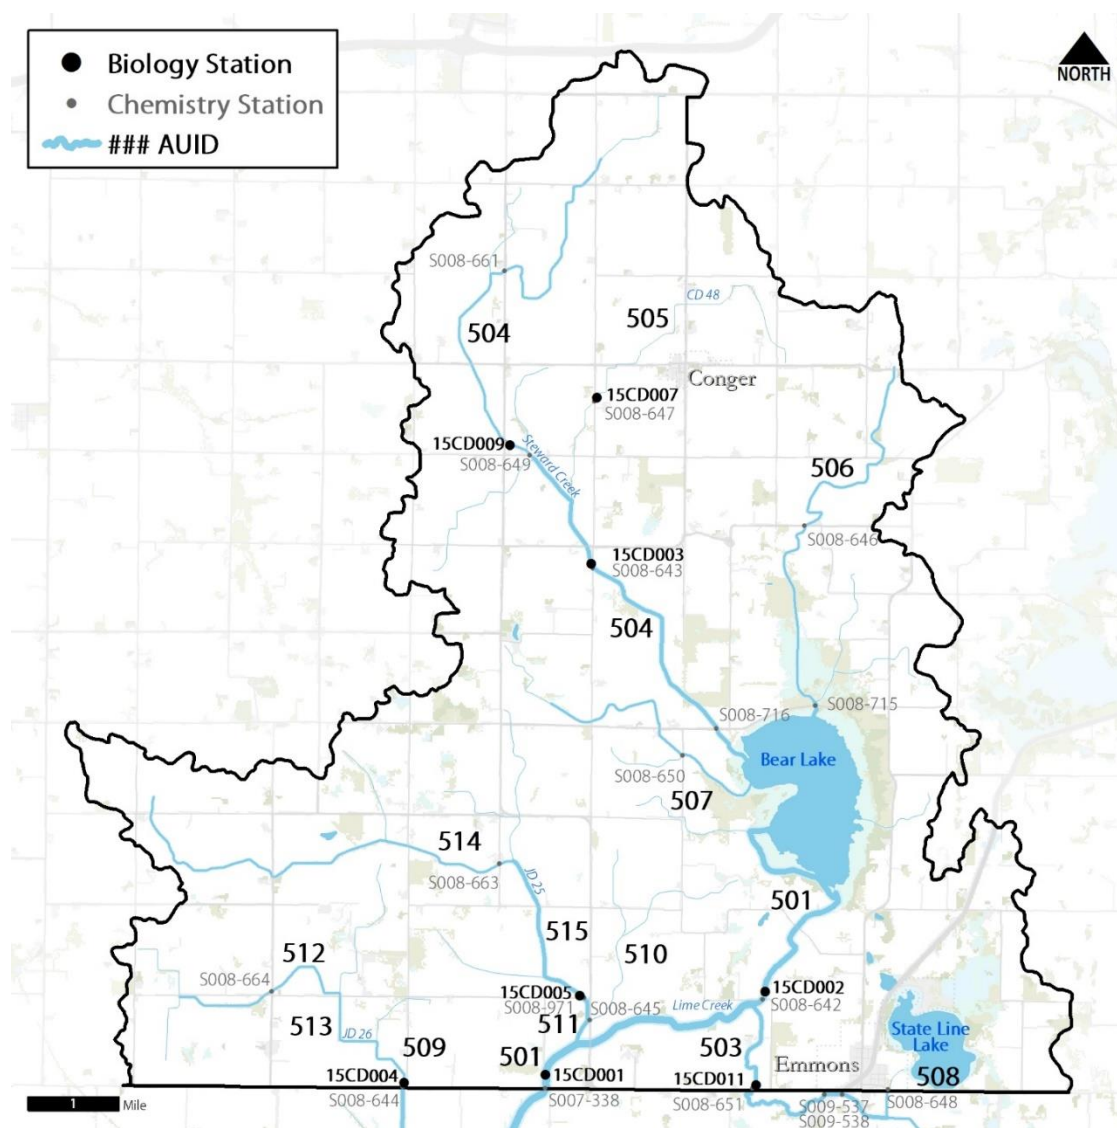 Biology Station
Chemistry Station
### AUID
NORTH
S008-661
CD 48
505
504
Conger
15CD007
S008-647
15CD009
S008-649
Steward Creek
506
S008-646
15CD003
S008-643
504
S008-715
S008-716
Bear Lake
S008-650
507
514
S008-663
JD 25
501
515
510
512
S008-664
15CD005
S008-971
S008-645
15CD002
S008-642
Lime Creek
511
513
JD 26
509
501
503
Emmons
State Line
Lake
508
15CD004
S008-644
15CD001
S007-338
15CD011
S008-651
S009-537
S009-538
S008-648
1 Mile